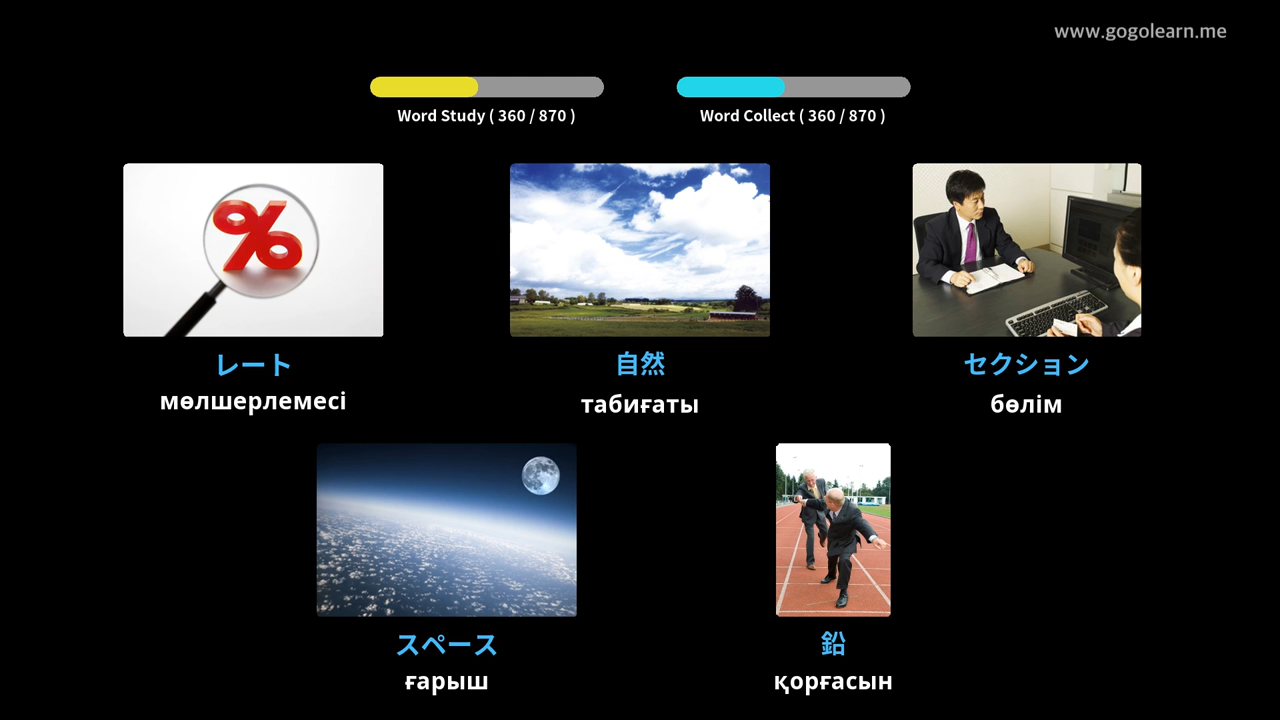 www.gogolearn.me
Word Study ( 360 / 870 )
Word Collect ( 360 / 870 )
%
レート
мөлшерлемесі
自然
табиғаты
セクション
бөлім
スペース
ғарыш
鉛
қорғасын